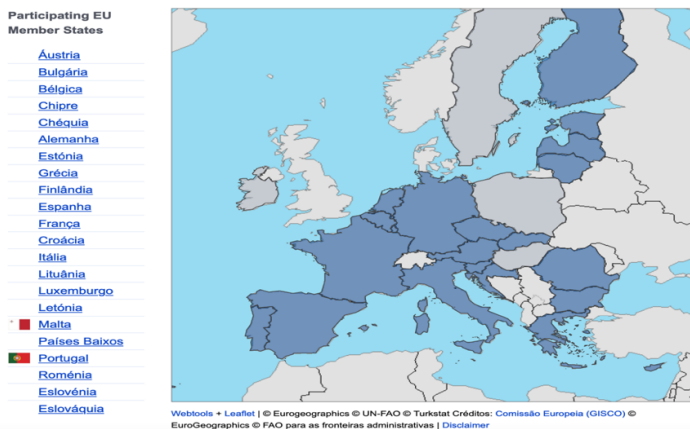 Participating EU
Member States
Áustria
Bulgária
Bélgica
Chipre
Chéquia
Alemanha
Estónia
Grécia
Finlândia
Espanha
França
Croácia
Itália
Lituânia
Luxemburgo
Letónia
Malta
Países Baixos
Portugal
Roménia
Eslovénia
Eslováquia
Webtools + Leaflet | © Eurogeographics © UN-FAO © Turkstat Créditos: Comissão Europeia (GISCO) ©
EuroGeographics © FAO para as fronteiras administrativas | Disclaimer